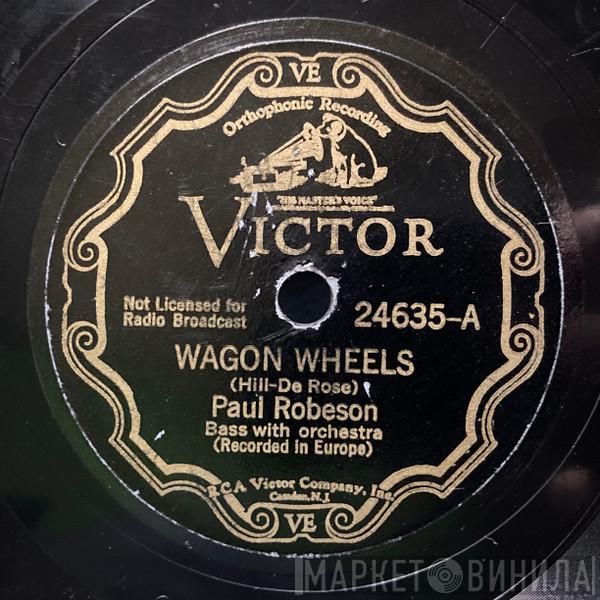 VE
Orthophonic Recording
"HIS MASTER'S VOICE"
VICTOR
Not Licensed for
Radio Broadcast
24635-A
WAGON WHEELS
(Hill-De Rose)
Paul Robeson
Bass with orchestra
(Recorded in Europe)
RCA Victor Company, Inc.
Camden, N.J.
VE
МАРКЕТ ВИНИЛА